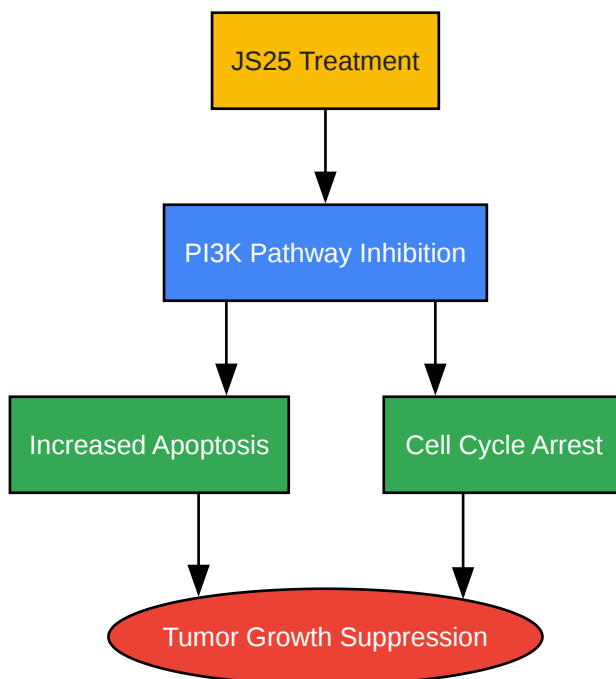 JS25 Treatment
PI3K Pathway Inhibition
Increased Apoptosis
Cell Cycle Arrest
Tumor Growth Suppression